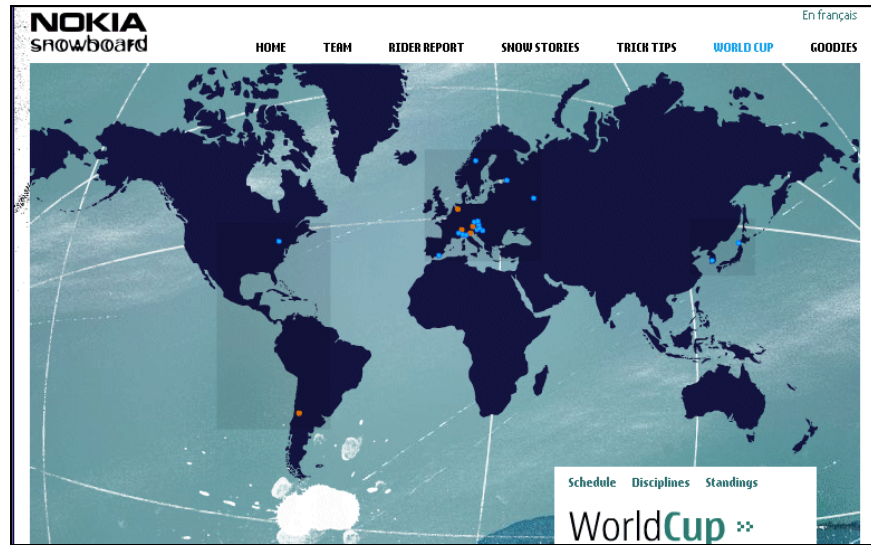 En français
NOKIA
snowboard
HOME TEAM RIDER REPORT SNOW STORIES TRICK TIPS WORLD CUP GOODIES
Schedule Disciplines Standings
WorldCup »